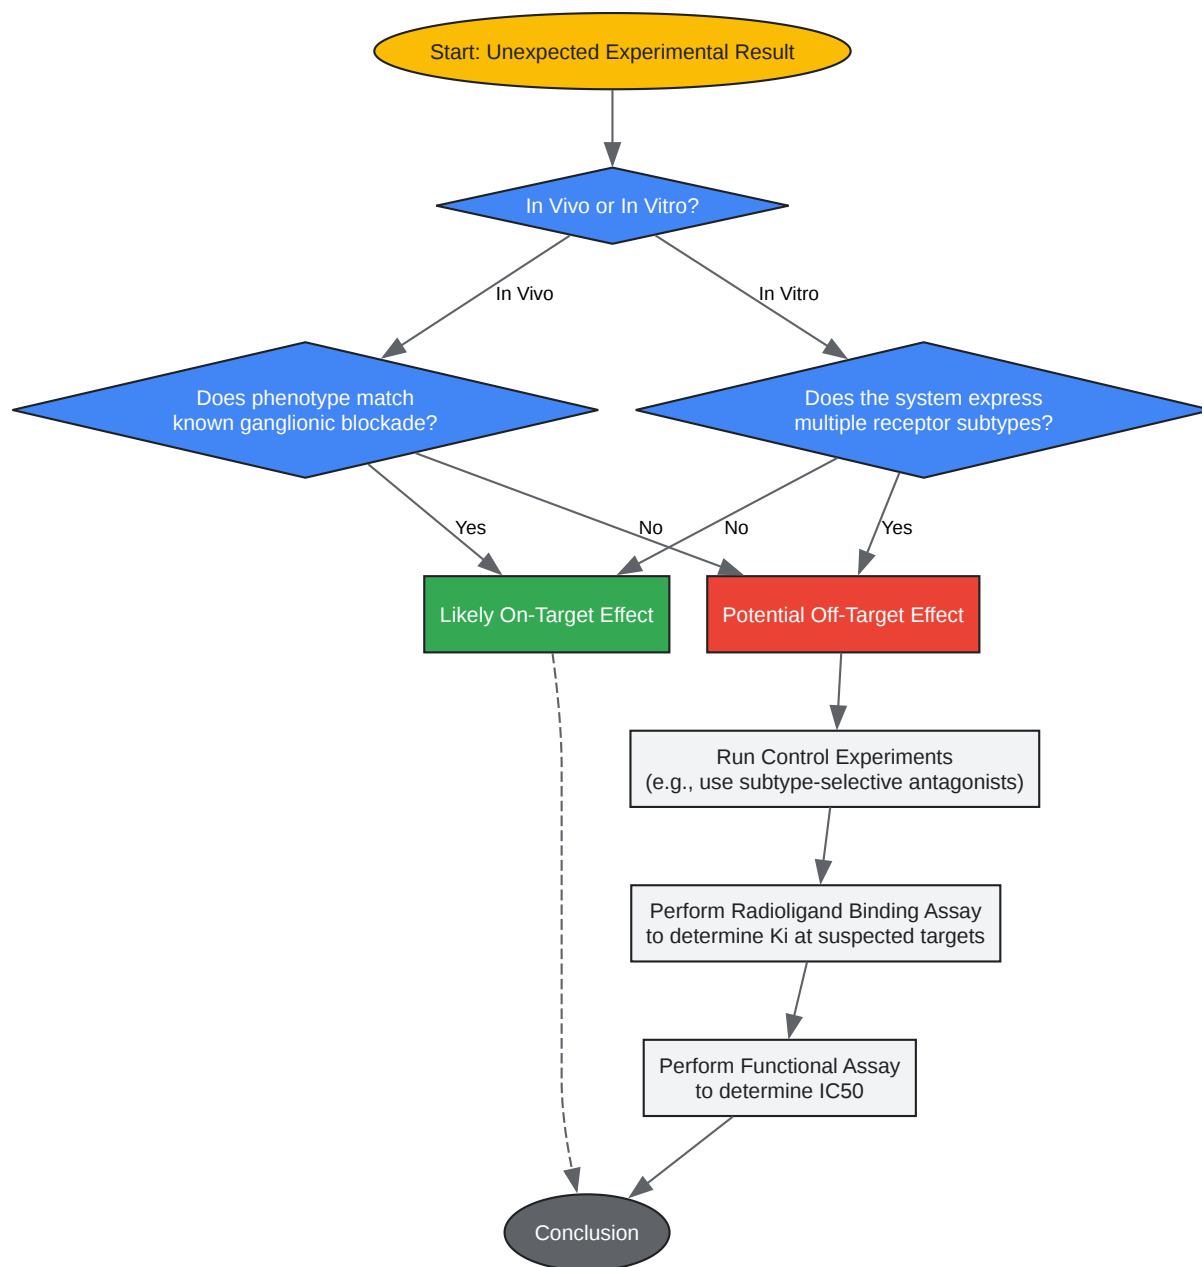 Start: Unexpected Experimental Result
In Vivo or In Vitro?
In Vivo
In Vitro
Does phenotype match
known ganglionic blockade?
Does the system express
multiple receptor subtypes?
Yes
No
No
Yes
Likely On-Target Effect
Potential Off-Target Effect
Run Control Experiments
(e.g., use subtype-selective antagonists)
Perform Radioligand Binding Assay
to determine Ki at suspected targets
Perform Functional Assay
to determine IC50
Conclusion